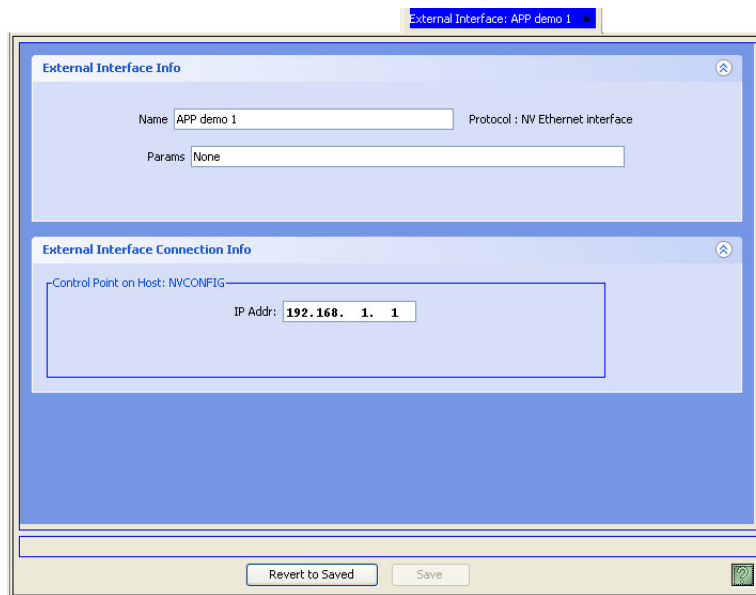 External Interface: APP demo 1 ×
External Interface Info
Name APP demo 1 Protocol : NV Ethernet interface
Params None
External Interface Connection Info
Control Point on Host: NVCONFIG
IP Addr: 192.168. 1. 1
Revert to Saved Save ?